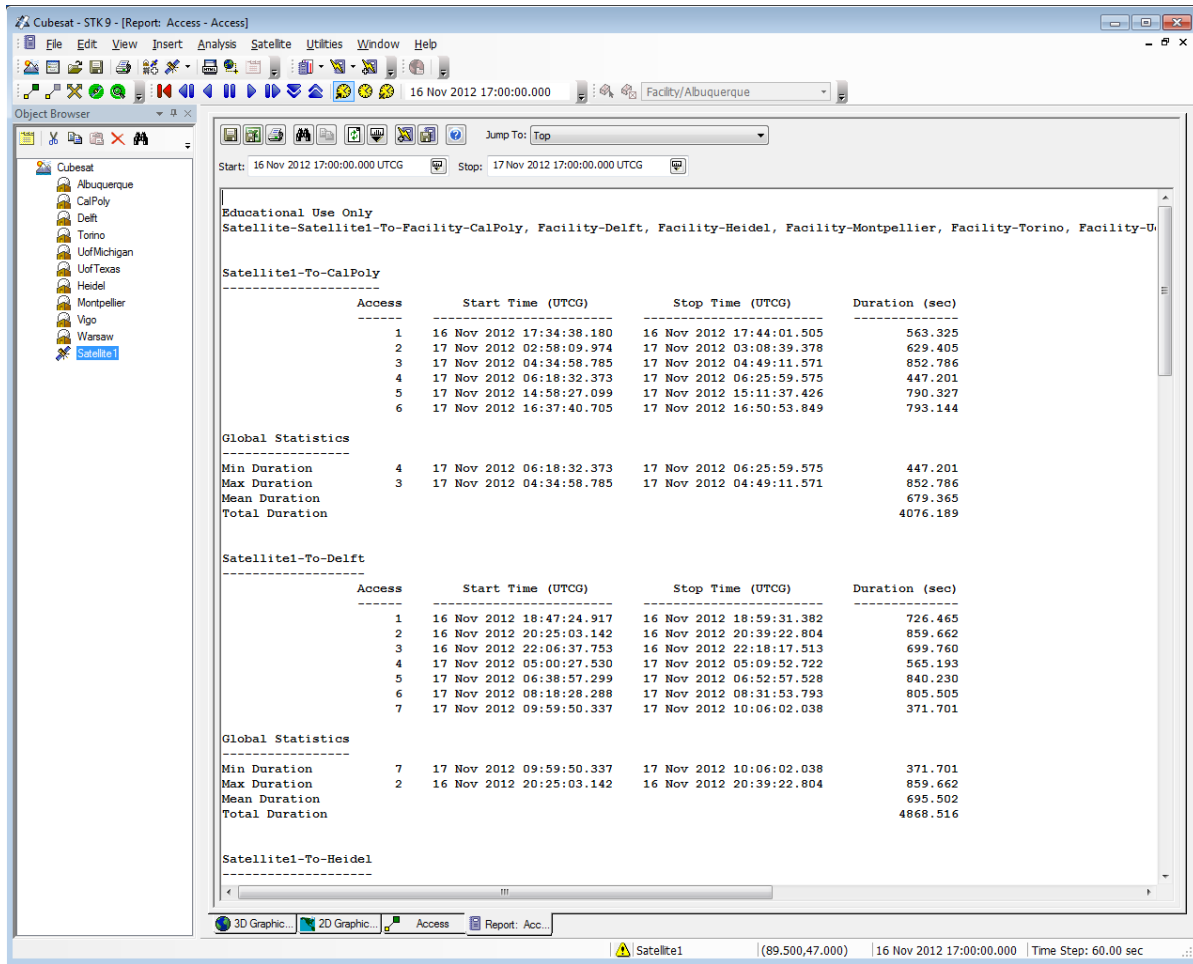 Cubesat - STK 9 - [Report: Access - Access]
File Edit View Insert Analysis Satellite Utilities Window Help
16 Nov 2012 17:00:00.000 Facility/Albuquerque
Object Browser
Jump To: Top
Start: 16 Nov 2012 17:00:00.000 UTCG Stop: 17 Nov 2012 17:00:00.000 UTCG
Cubesat
Albuquerque
CalPoly
Delft
Torino
UofMichigan
UofTexas
Heidel
Montpellier
Vigo
Warsaw
Satellite1
Educational Use Only
Satellite-Satellite1-To-Facility-CalPoly, Facility-Delft, Facility-Heidel, Facility-Montpellier, Facility-Torino, Facility-U
Satellite1-To-CalPoly
--------------------
Access Start Time (UTCG) Stop Time (UTCG) Duration (sec)
------ ------------------------ ------------------------ --------------
1 16 Nov 2012 17:34:38.180 16 Nov 2012 17:44:01.505 563.325
2 17 Nov 2012 02:58:09.974 17 Nov 2012 03:08:39.378 629.405
3 17 Nov 2012 04:34:58.785 17 Nov 2012 04:49:11.571 852.786
4 17 Nov 2012 06:18:32.373 17 Nov 2012 06:25:59.575 447.201
5 17 Nov 2012 14:58:27.099 17 Nov 2012 15:11:37.426 790.327
6 17 Nov 2012 16:37:40.705 17 Nov 2012 16:50:53.849 793.144
Global Statistics
-----------------
Min Duration 4 17 Nov 2012 06:18:32.373 17 Nov 2012 06:25:59.575 447.201
Max Duration 3 17 Nov 2012 04:34:58.785 17 Nov 2012 04:49:11.571 852.786
Mean Duration 679.365
Total Duration 4076.189
Satellite1-To-Delft
-------------------
Access Start Time (UTCG) Stop Time (UTCG) Duration (sec)
------ ------------------------ ------------------------ --------------
1 16 Nov 2012 18:47:24.917 16 Nov 2012 18:59:31.382 726.465
2 16 Nov 2012 20:25:03.142 16 Nov 2012 20:39:22.804 859.662
3 16 Nov 2012 22:06:37.753 16 Nov 2012 22:18:17.513 699.760
4 17 Nov 2012 05:00:27.530 17 Nov 2012 05:09:52.722 565.193
5 17 Nov 2012 06:38:57.299 17 Nov 2012 06:52:57.528 840.230
6 17 Nov 2012 08:18:28.288 17 Nov 2012 08:31:53.793 805.505
7 17 Nov 2012 09:59:50.337 17 Nov 2012 10:06:02.038 371.701
Global Statistics
-----------------
Min Duration 7 17 Nov 2012 09:59:50.337 17 Nov 2012 10:06:02.038 371.701
Max Duration 2 16 Nov 2012 20:25:03.142 16 Nov 2012 20:39:22.804 859.662
Mean Duration 695.502
Total Duration 4868.516
Satellite1-To-Heidel
--------------------
3D Graphic... 2D Graphic... Access Report: Acc...
Satellite1 (89.500,47.000) 16 Nov 2012 17:00:00.000 Time Step: 60.00 sec